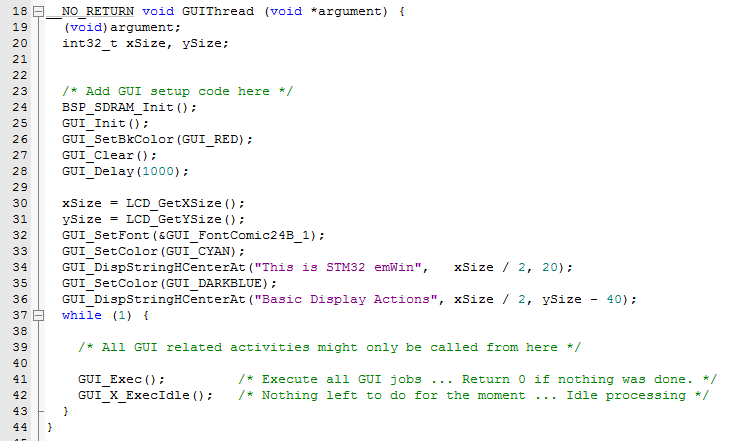 18 __NO_RETURN void GUIThread (void *argument) {
19 (void)argument;
20 int32_t xSize, ySize;
21
22
23 /* Add GUI setup code here */
24 BSP_SDRAM_Init();
25 GUI_Init();
26 GUI_SetBkColor(GUI_RED);
27 GUI_Clear();
28 GUI_Delay(1000);
29
30 xSize = LCD_GetXSize();
31 ySize = LCD_GetYSize();
32 GUI_SetFont(&GUI_FontComic24B_1);
33 GUI_SetColor(GUI_CYAN);
34 GUI_DispStringHCenterAt("This is STM32 emWin",   xSize / 2, 20);
35 GUI_SetColor(GUI_DARKBLUE);
36 GUI_DispStringHCenterAt("Basic Display Actions", xSize / 2, ySize - 40);
37 while (1) {
38
39 /* All GUI related activities might only be called from here */
40
41 GUI_Exec();         /* Execute all GUI jobs ... Return 0 if nothing was done. */
42 GUI_X_ExecIdle();   /* Nothing left to do for the moment ... Idle processing */
43 }
44 }